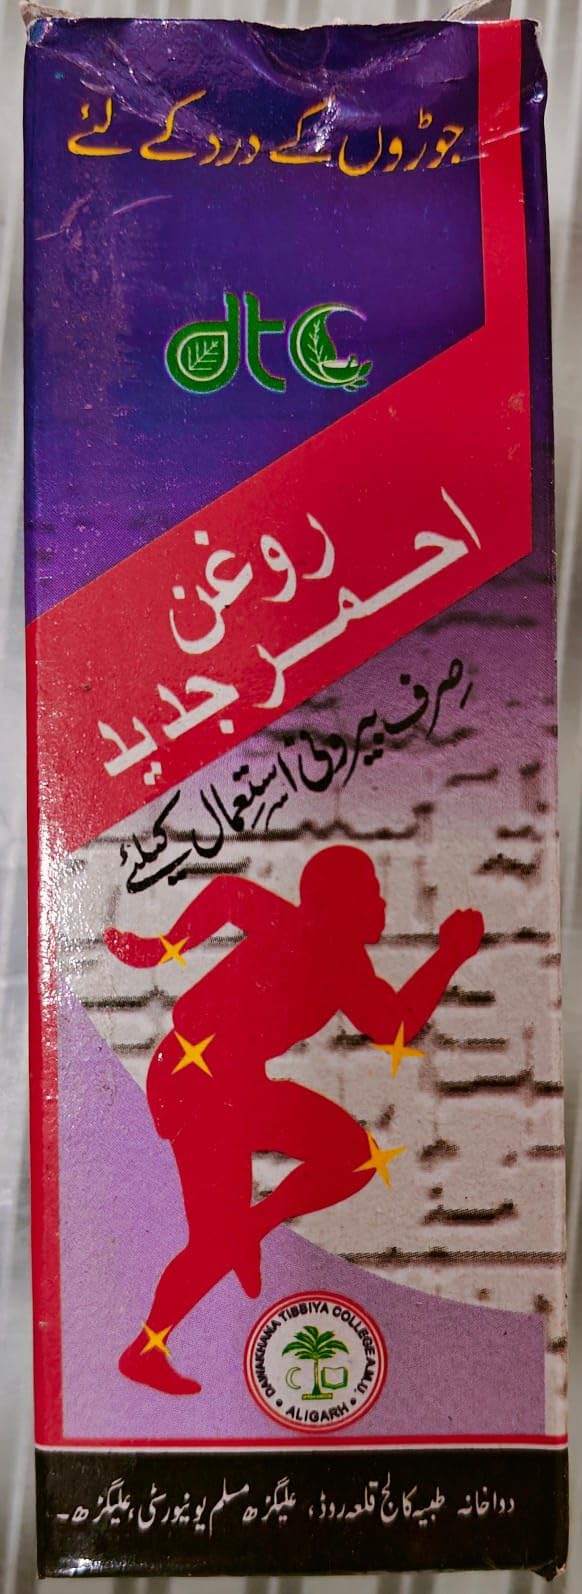 جوڑوں کے درد کے لئے
dtc
روغن
احمر جدید
صرف بیرونی استعمال کیلئے
DAWAKHANA TIBBIYA COLLEGE A.M.U.
ALIGARH
دواخانہ طبیہ کالج قلعہ روڈ، علیگڑھ مسلم یونیورسٹی، علیگڑھ۔